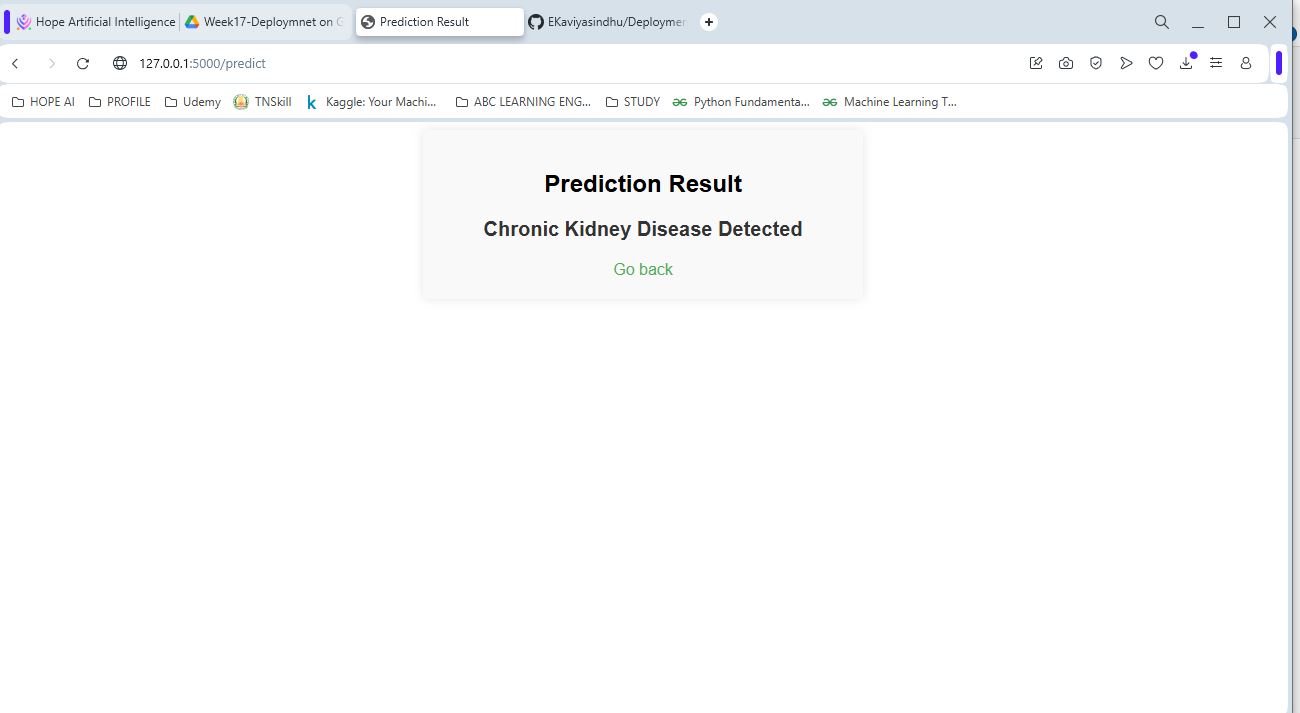 Hope Artificial Intelligence
Week17-Deploymnet on G
Prediction Result
EKaviyasindhu/Deploymen
127.0.0.1:5000/predict
HOPE AI
PROFILE
Udemy
TNSkill
k
Kaggle: Your Machi...
ABC LEARNING ENG...
STUDY
Python Fundamenta...
Machine Learning T...
Prediction Result
Chronic Kidney Disease Detected
Go back